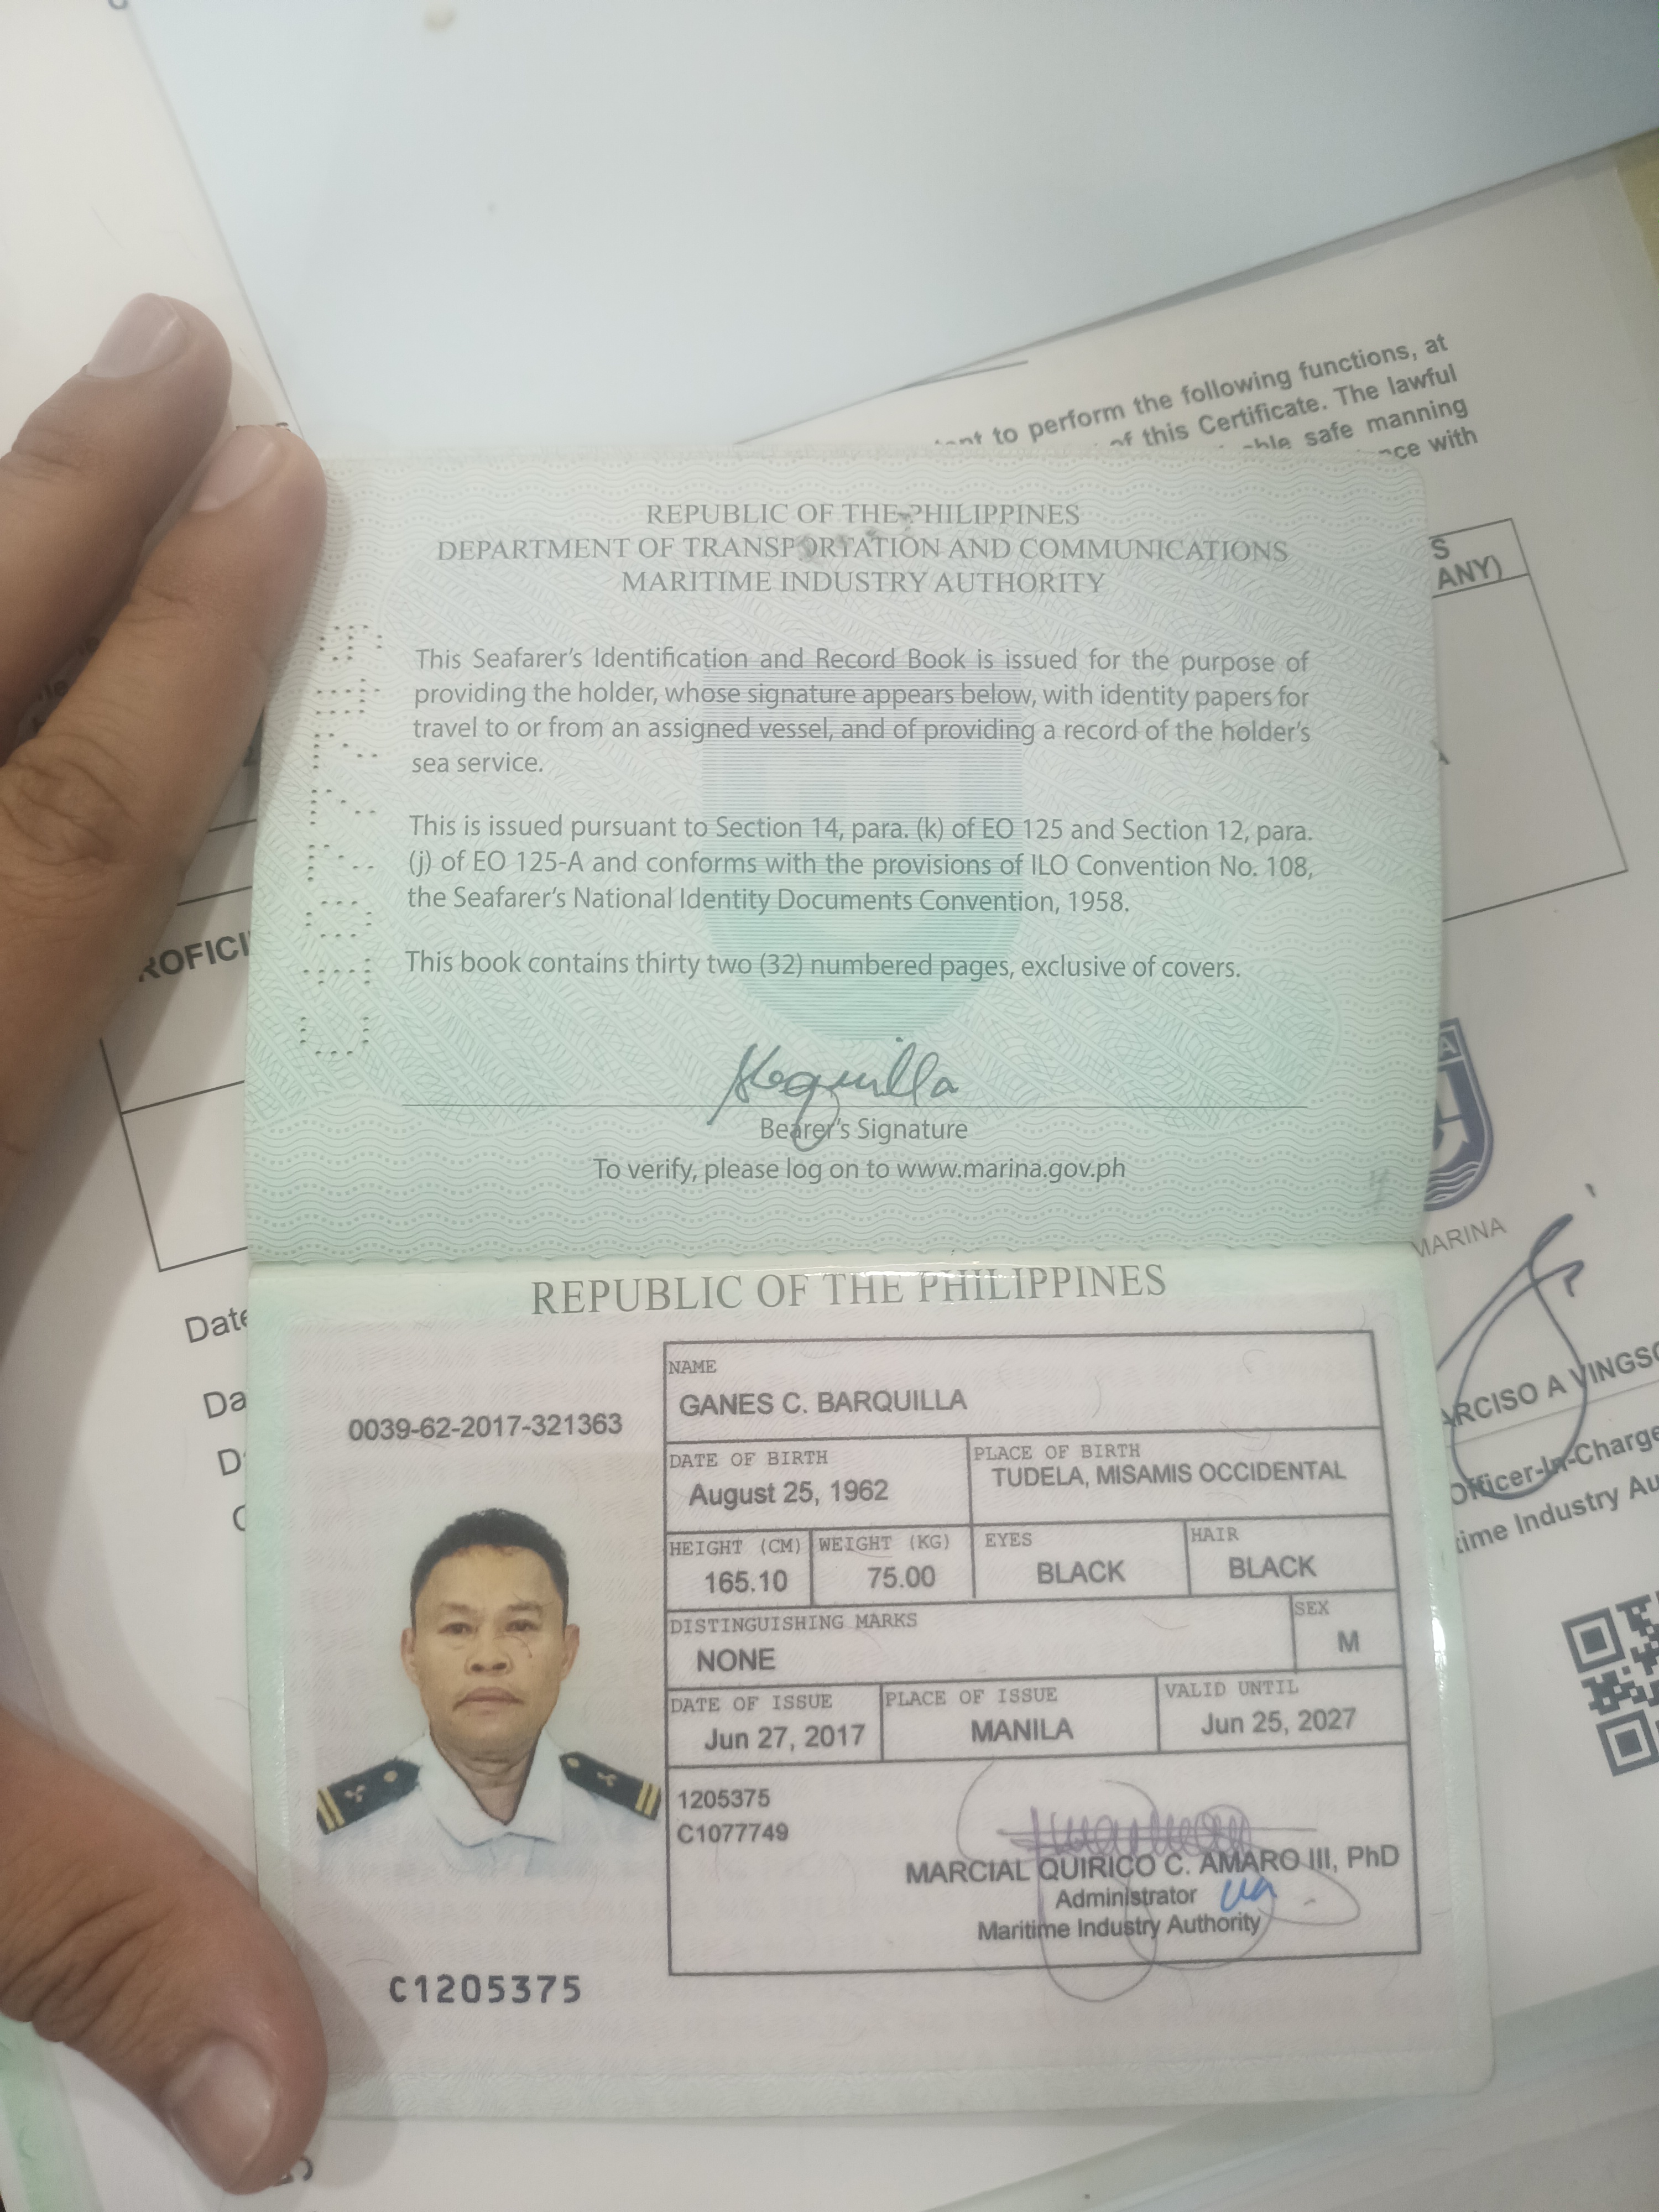 to perform the following functions, at
of this Certificate. The lawful
safe manning
with
S
ANY)
REPUBLIC OF THE PHILIPPINES
DEPARTMENT OF TRANSPORTATION AND COMMUNICATIONS
MARITIME INDUSTRY AUTHORITY
This Seafarer's Identification and Record Book is issued for the purpose of
providing the holder, whose signature appears below, with identity papers for
travel to or from an assigned vessel, and of providing a record of the holder's
sea service.
This is issued pursuant to Section 14, para. (k) of EO 125 and Section 12, para.
(j) of EO 125-A and conforms with the provisions of ILO Convention No. 108,
the Seafarer's National Identity Documents Convention, 1958.
This book contains thirty two (32) numbered pages, exclusive of covers.
Bearer's Signature
To verify, please log on to www.marina.gov.ph
MARINA
REPUBLIC OF THE PHILIPPINES
0039-62-2017-321363
NAME
GANES C. BARQUILLA
DATE OF BIRTH
August 25, 1962
PLACE OF BIRTH
TUDELA, MISAMIS OCCIDENTAL
HEIGHT (CM)
165.10
WEIGHT (KG)
75.00
EYES
BLACK
HAIR
BLACK
DISTINGUISHING MARKS
NONE
SEX
M
DATE OF ISSUE
Jun 27, 2017
PLACE OF ISSUE
MANILA
VALID UNTIL
Jun 25, 2027
1205375
C1077749
MARCIAL QUIRICO C. AMARO III, PhD
Administrator
Maritime Industry Authority
C1205375
Date
ARCISO A VINGSO
Officer-In-Charge
time Industry Au